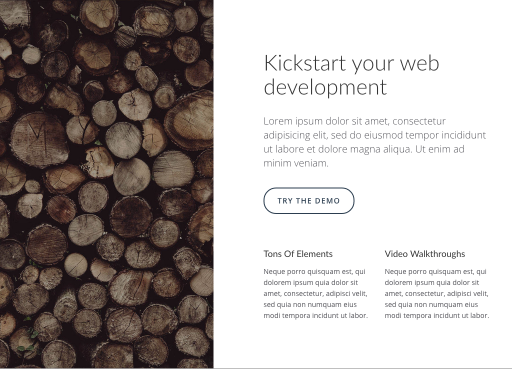 Kickstart your web
development
Lorem ipsum dolor sit amet, consectetur
adipisicing elit, sed do eiusmod tempor incididunt
ut labore et dolore magna aliqua. Ut enim ad
minim veniam.
TRY THE DEMO
Tons Of Elements
Neque porro quisquam est, qui
dolorem ipsum quia dolor sit
amet, consectetur, adipisci velit,
sed quia non numquam eius
modi tempora incidunt ut labor.
Video Walkthroughs
Neque porro quisquam est, qui
dolorem ipsum quia dolor sit
amet, consectetur, adipisci velit,
sed quia non numquam eius
modi tempora incidunt ut labor.